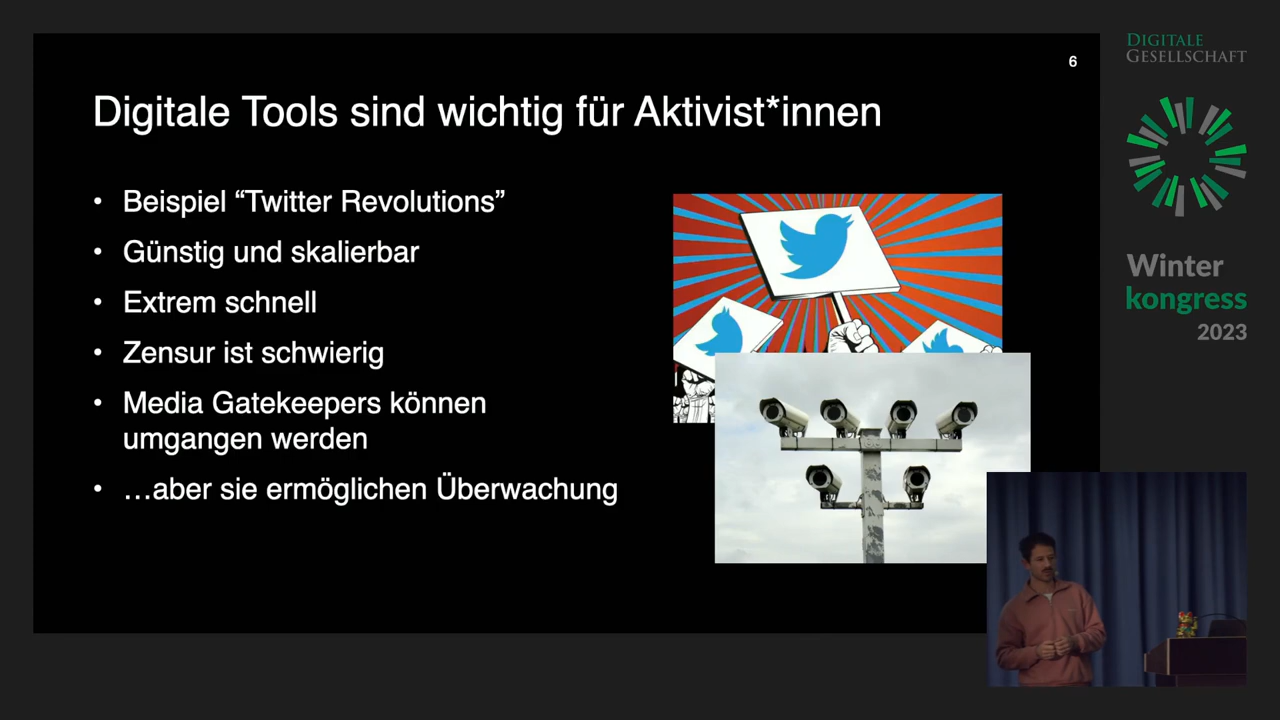 6
Digitale Tools sind wichtig für Aktivist*innen
• Beispiel “Twitter Revolutions”
• Günstig und skalierbar
• Extrem schnell
• Zensur ist schwierig
• Media Gatekeepers können
umgangen werden
• …aber sie ermöglichen Überwachung
DIGITALE
GESELLSCHAFT
Winter
kongress
2023